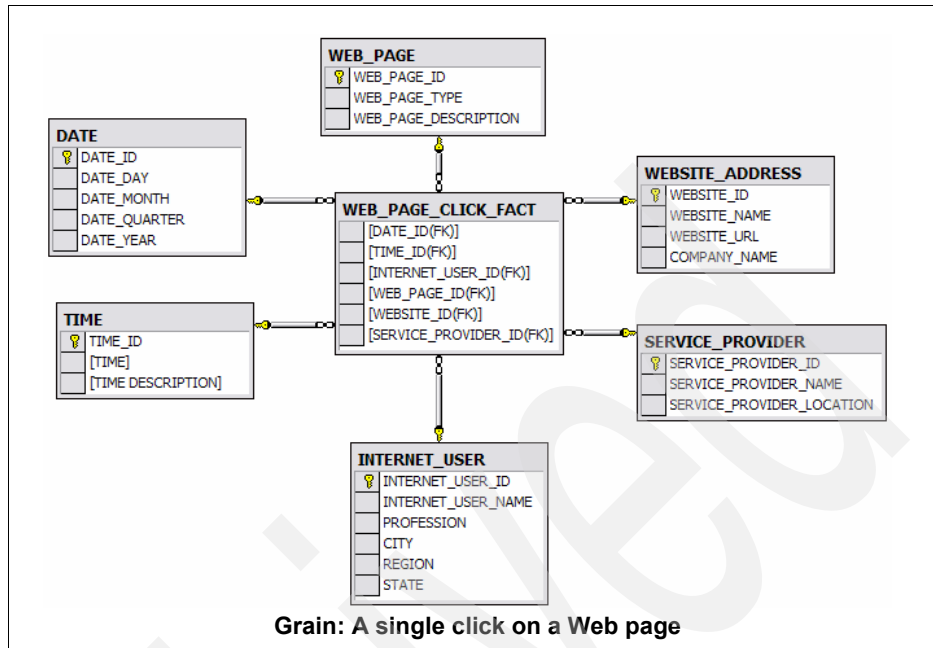 WEB_PAGE
WEB_PAGE_ID
WEB_PAGE_TYPE
WEB_PAGE_DESCRIPTION
DATE
DATE_ID
DATE_DAY
DATE_MONTH
DATE_QUARTER
DATE_YEAR
WEB_PAGE_CLICK_FACT
[DATE_ID(FK)]
[TIME_ID(FK)]
[INTERNET_USER_ID(FK)]
[WEB_PAGE_ID(FK)]
[WEBSITE_ID(FK)]
[SERVICE_PROVIDER_ID(FK)]
WEBSITE_ADDRESS
WEBSITE_ID
WEBSITE_NAME
WEBSITE_URL
COMPANY_NAME
TIME
TIME_ID
[TIME]
[TIME DESCRIPTION]
SERVICE_PROVIDER
SERVICE_PROVIDER_ID
SERVICE_PROVIDER_NAME
SERVICE_PROVIDER_LOCATION
INTERNET_USER
INTERNET_USER_ID
INTERNET_USER_NAME
PROFESSION
CITY
REGION
STATE
Grain: A single click on a Web page